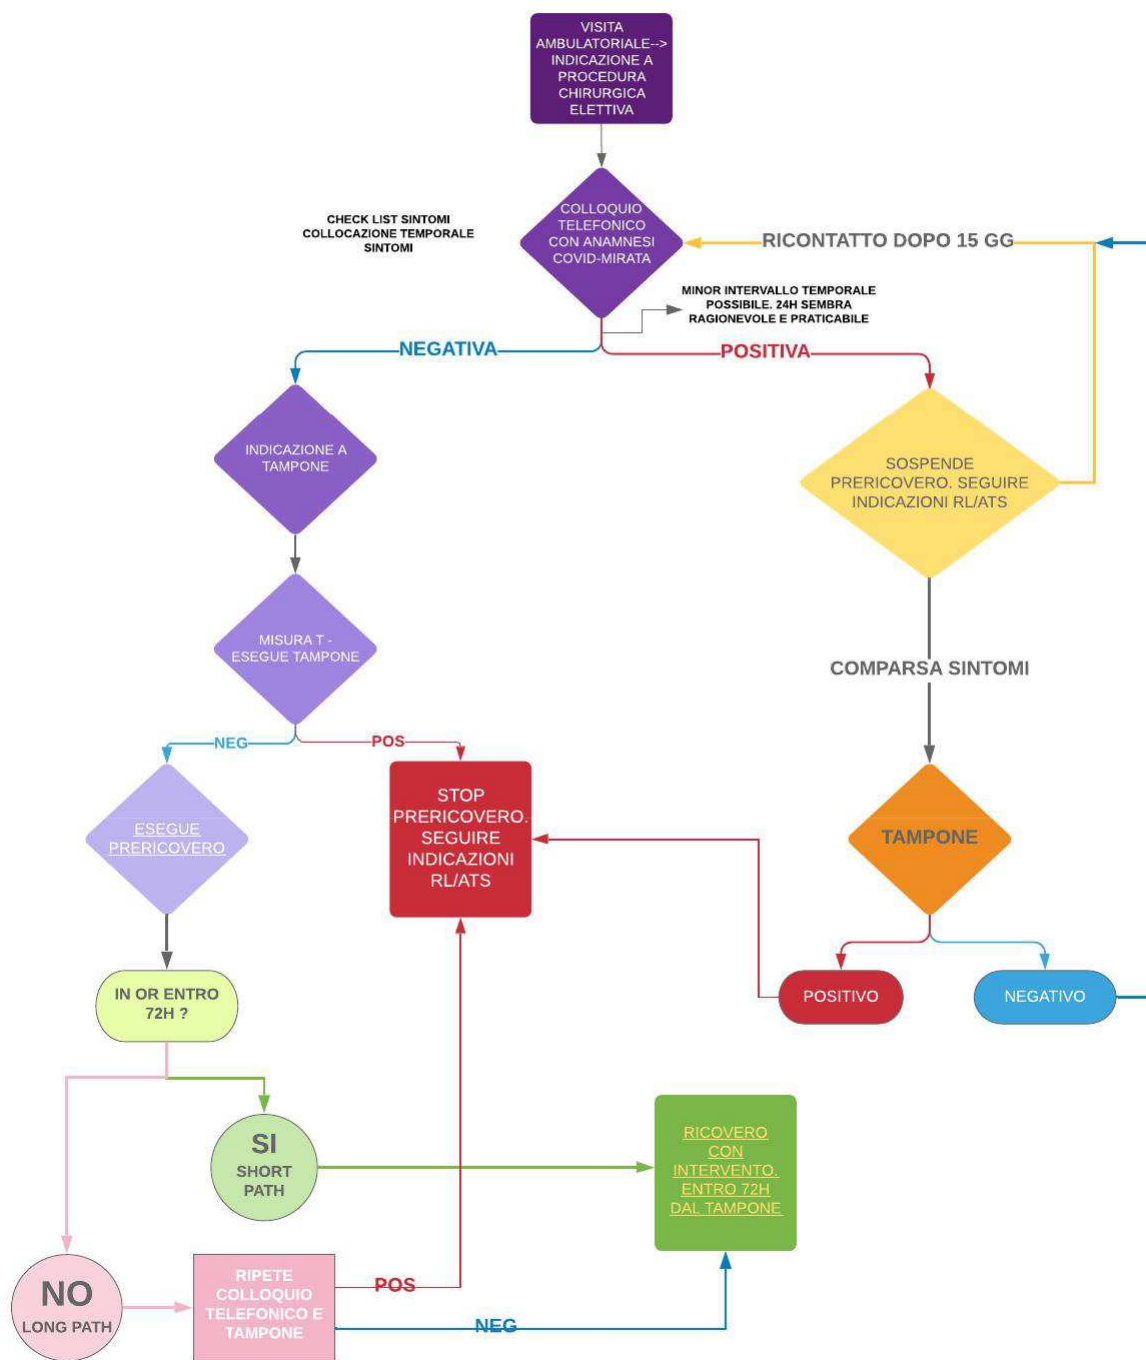 VISITA
AMBULATORIALE-->
INDICAZIONE A
PROCEDURA
CHIRURGICA
ELETTIVA
CHECK LIST SINTOMI
COLLOCAZIONE TEMPORALE
SINTOMI
COLLOQUIO
TELEFONICO
CON ANAMNESI
COVID-MIRATA
RICONTATTO DOPO 15 GG
MINOR INTERVALLO TEMPORALE
POSSIBILE. 24H SEMBRA
RAGIONEVOLE E PRATICABILE
NEGATIVA
POSITIVA
INDICAZIONE A
TAMPONE
SOSPENDE
PRERICOVERO. SEGUIRE
INDICAZIONI RL/ATS
MISURA T -
ESEGUE TAMPONE
COMPARSA SINTOMI
NEG
POS
ESEGUE
PRERICOVERO
STOP
PRERICOVERO.
SEGUIRE
INDICAZIONI
RL/ATS
TAMPONE
IN OR ENTRO
72H ?
POSITIVO
NEGATIVO
SI
SHORT
PATH
RICOVERO
CON
INTERVENTO.
ENTRO 72H
DAL TAMPONE
NO
LONG PATH
RIPETE
COLLOQUIO
TELEFONICO E
TAMPONE
POS
NEG